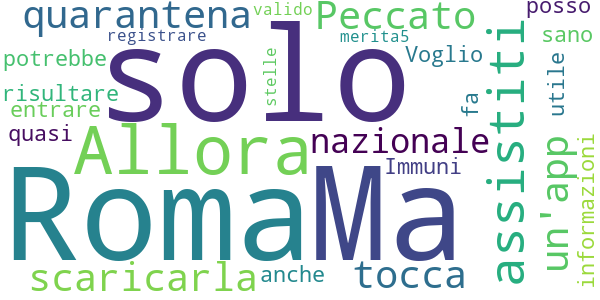 quarantena
valido
Peccato
posso
registrare
merita5
sano
potrebbe
solo
stelle
Voglio
assistiti
utile
risultare
fa
entrare
quasi
Allora
nazionale
un'app
informazioni
Immuni
Roma
Ma
scaricarla
anche
tocca